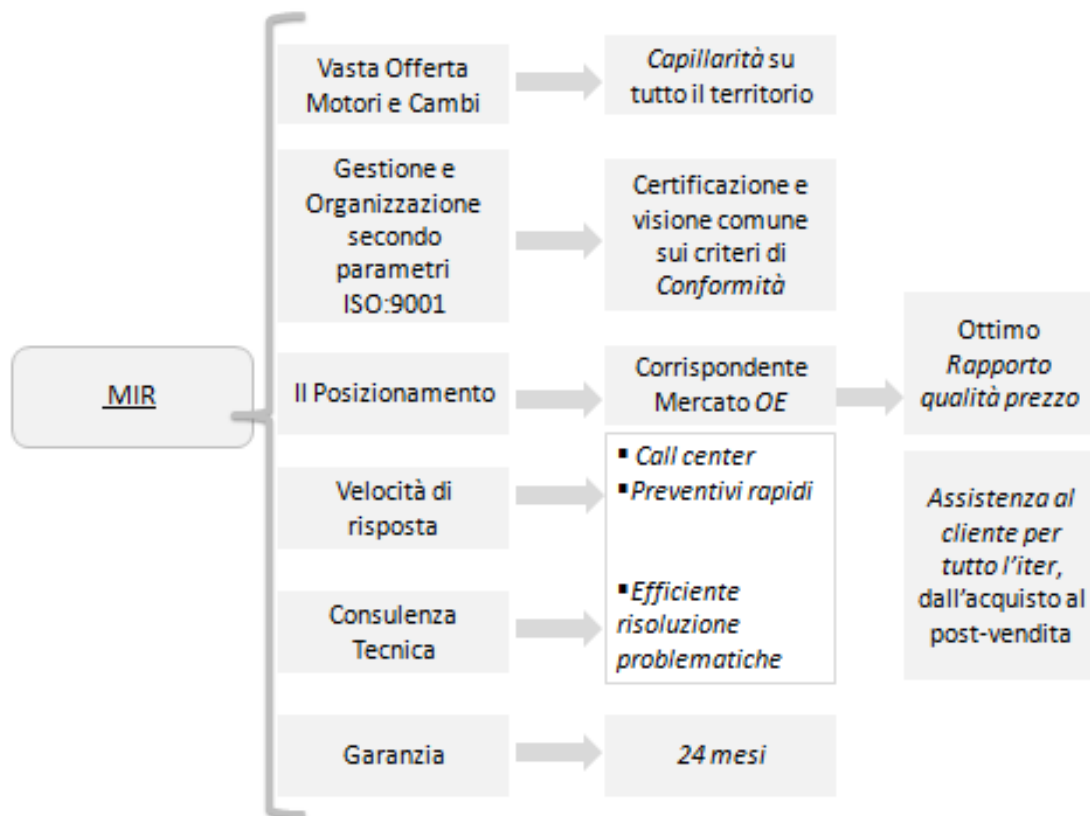 MIR
Vasta Offerta
Motori e Cambi
Capillarità su
tutto il territorio
Gestione e
Organizzazione
secondo
parametri
ISO:9001
Certificazione e
visione comune
sui criteri di
Conformità
Il Posizionamento
Corrispondente
Mercato OE
Ottimo
Rapporto
qualità prezzo
Velocità di
risposta
▪ Call center
▪Preventivi rapidi
Consulenza
Tecnica
▪Efficiente
risoluzione
problematiche
Assistenza al
cliente per
tutto l'iter,
dall'acquisto al
post-vendita
Garanzia
24 mesi